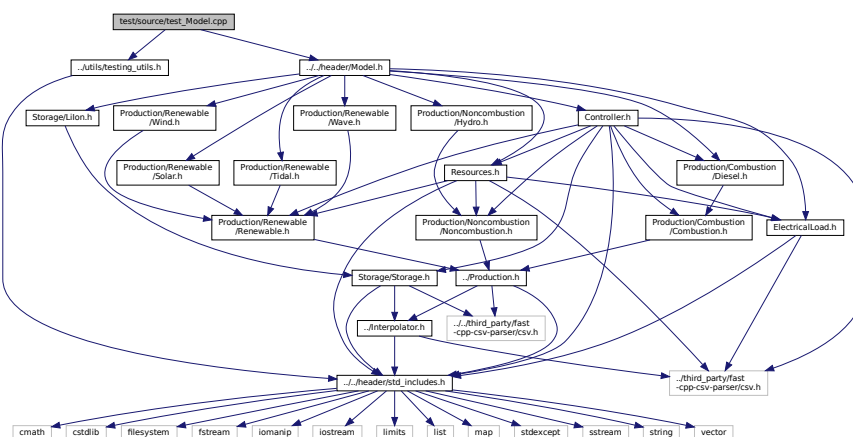 test/source/test_Model.cpp
../utils/testing_utils.h
../../header/Model.h
Storage/LiIon.h
Production/Renewable
/Wind.h
Production/Renewable
/Wave.h
Production/Noncombustion
/Hydro.h
Controller.h
Production/Renewable
/Solar.h
Production/Renewable
/Tidal.h
Resources.h
Production/Combustion
/Diesel.h
Production/Renewable
/Renewable.h
Production/Noncombustion
/Noncombustion.h
Production/Combustion
/Combustion.h
ElectricalLoad.h
Storage/Storage.h
../Production.h
../Interpolator.h
../../third_party/fast
-cpp-csv-parser/csv.h
../../header/std_includes.h
../third_party/fast
-cpp-csv-parser/csv.h
cmath
cstdlib
filesystem
fstream
iomanip
iostream
limits
list
map
stdexcept
sstream
string
vector